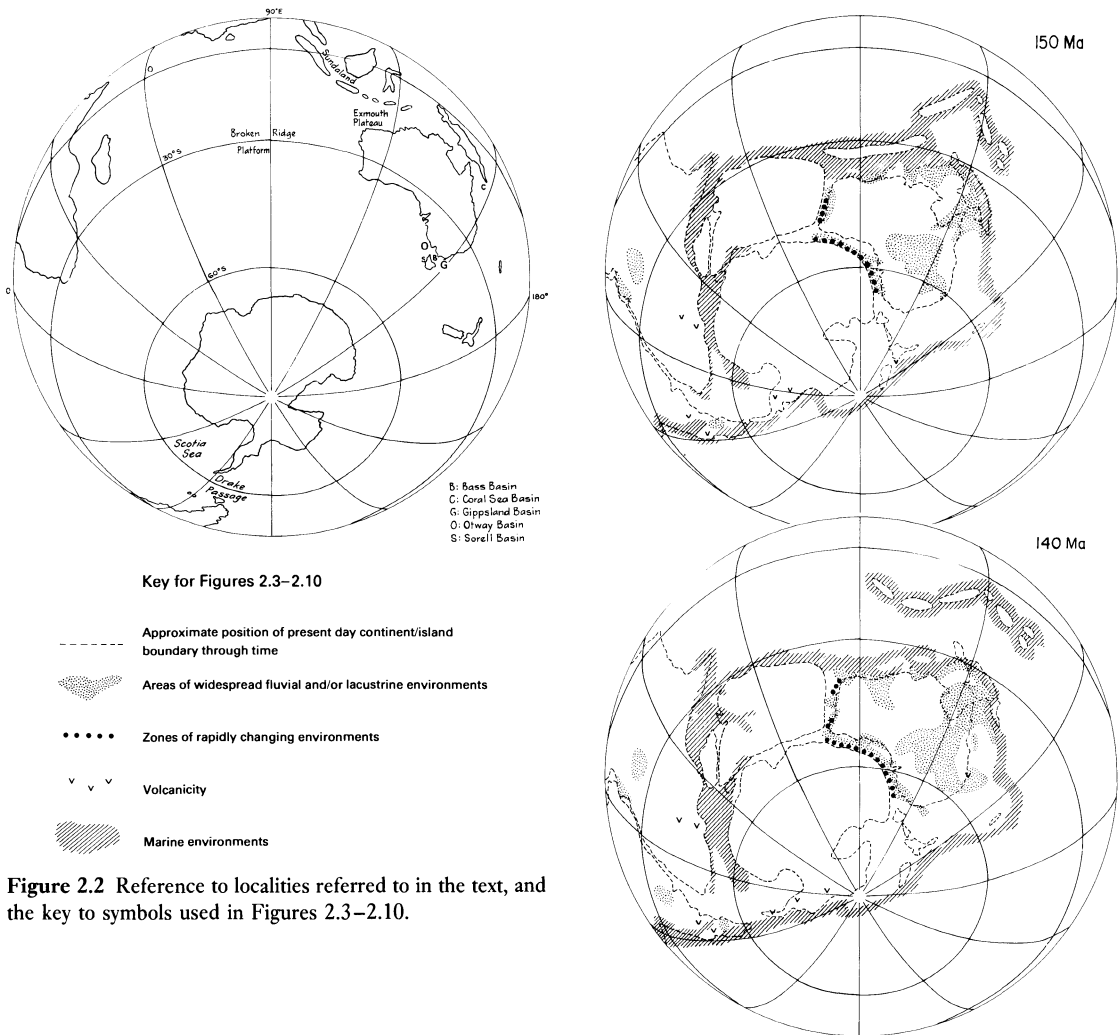 90°E
Sundaland
0
Exmouth
Plateau
Broken Ridge
Platform
30°S
C
O
B
S
G
60°S
0
180°
Scotia
Sea
Drake
Passage
B: Bass Basin
C: Coral Sea Basin
G: Gippsland Basin
O: Otway Basin
S: Sorell Basin
Key for Figures 2.3–2.10
Approximate position of present day continent/island
boundary through time
Areas of widespread fluvial and/or lacustrine environments
Zones of rapidly changing environments
Volcanicity
Marine environments
Figure 2.2 Reference to localities referred to in the text, and
the key to symbols used in Figures 2.3–2.10.
150 Ma
140 Ma